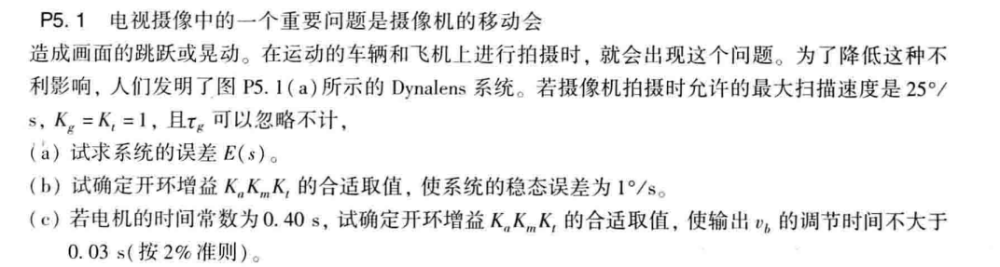 P5.1 电视摄像中的一个重要问题是摄像机的移动会
造成画面的跳跃或晃动。在运动的车辆和飞机上进行拍摄时，就会出现这个问题。为了降低这种不
利影响，人们发明了图 P5.1(a)所示的 Dynalens 系统。若摄像机拍摄时允许的最大扫描速度是 25°/
s，K_g = K_t = 1，且τ_g 可以忽略不计，
(a) 试求系统的误差 E(s)。
(b) 试确定开环增益 K_aK_mK_t 的合适取值，使系统的稳态误差为 1°/s。
(c) 若电机的时间常数为 0.40 s，试确定开环增益 K_aK_mK_t 的合适取值，使输出 v_b 的调节时间不大于
0.03 s(按 2% 准则)。